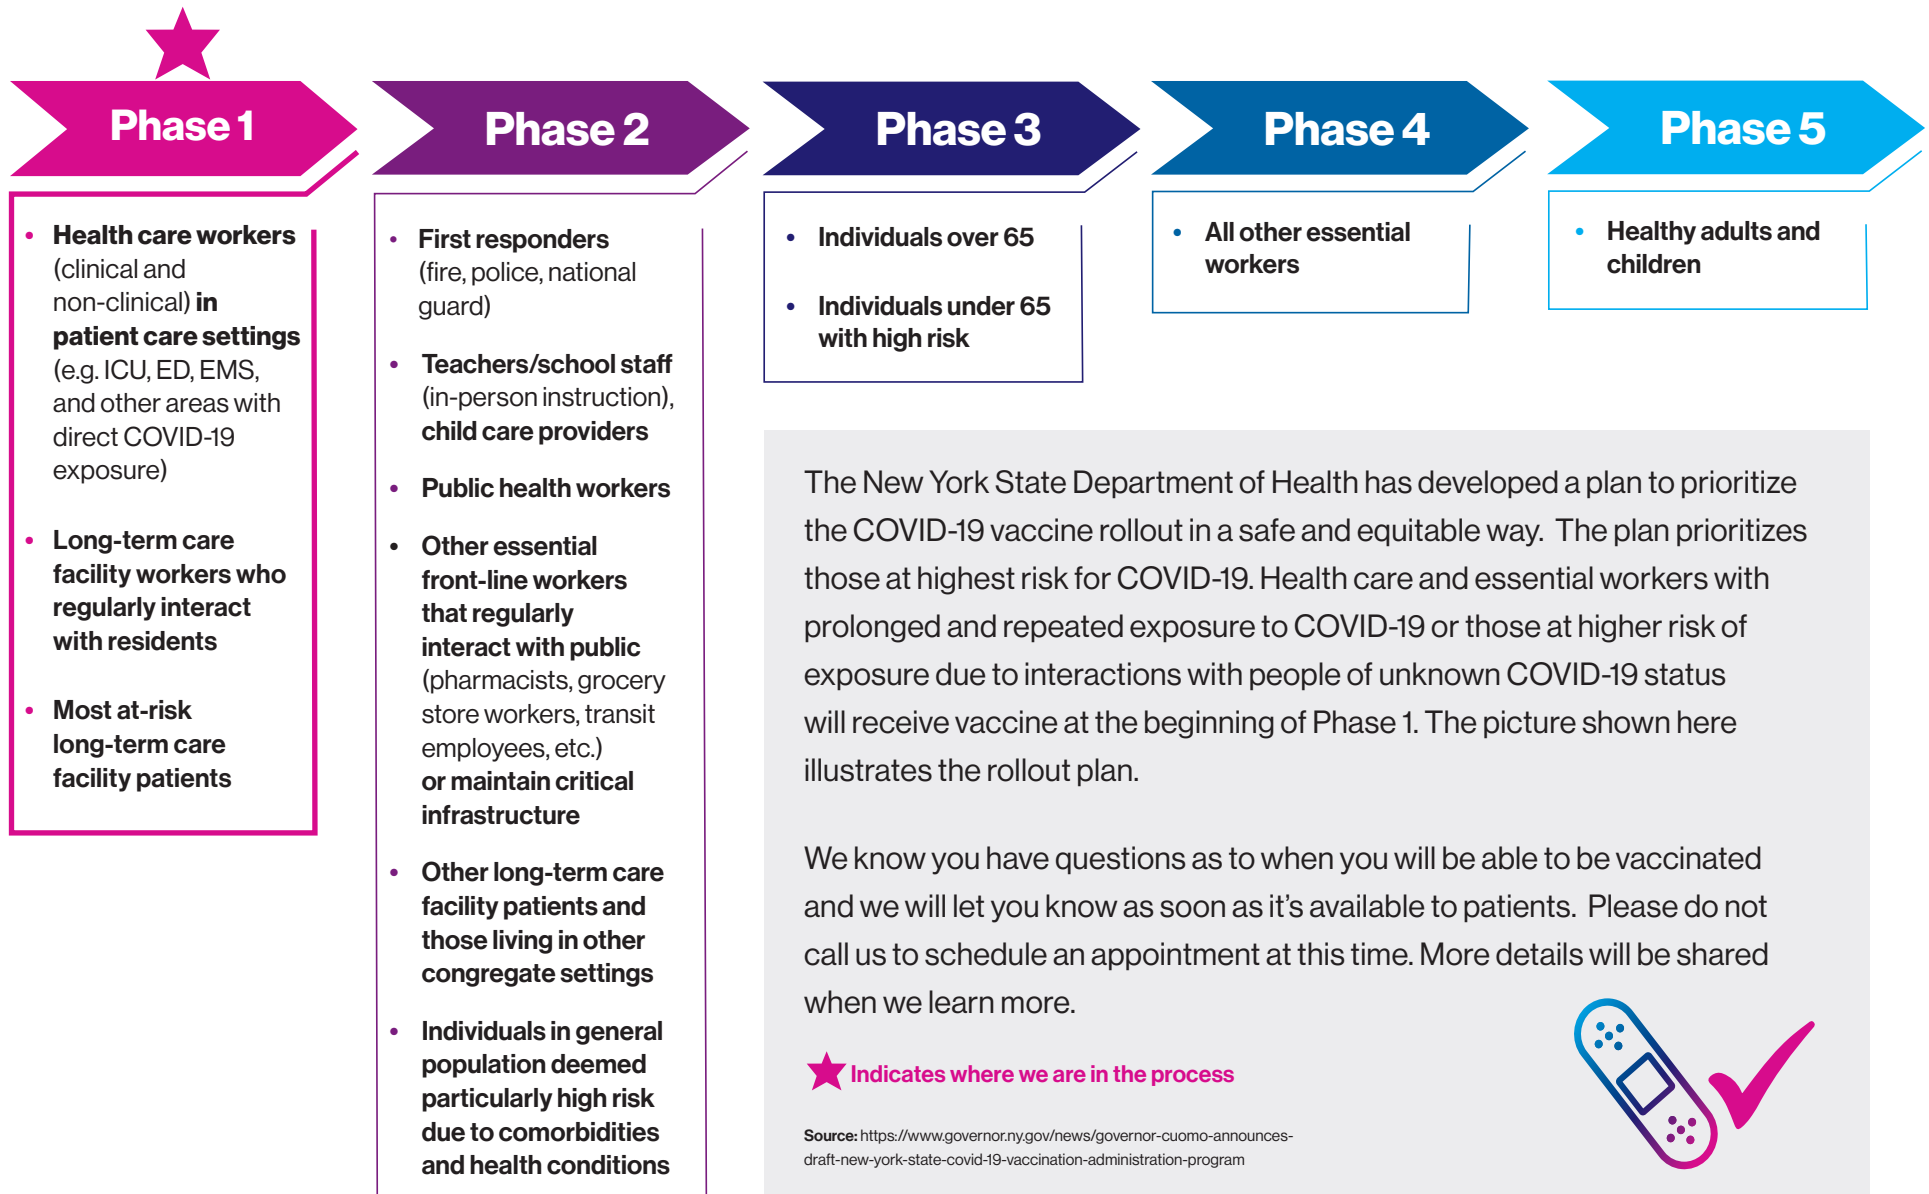 Phase 1
• Health care workers
(clinical and
non-clinical) in
patient care settings
(e.g. ICU, ED, EMS,
and other areas with
direct COVID-19
exposure)
• Long-term care
facility workers who
regularly interact
with residents
• Most at-risk
long-term care
facility patients
Phase 2
• First responders
(fire, police, national
guard)
• Teachers/school staff
(in-person instruction),
child care providers
• Public health workers
• Other essential
front-line workers
that regularly
interact with public
(pharmacists, grocery
store workers, transit
employees, etc.)
or maintain critical
infrastructure
• Other long-term care
facility patients and
those living in other
congregate settings
• Individuals in general
population deemed
particularly high risk
due to comorbidities
and health conditions
Phase 3
• Individuals over 65
• Individuals under 65
with high risk
Phase 4
• All other essential
workers
Phase 5
• Healthy adults and
children
The New York State Department of Health has developed a plan to prioritize
the COVID-19 vaccine rollout in a safe and equitable way. The plan prioritizes
those at highest risk for COVID-19. Health care and essential workers with
prolonged and repeated exposure to COVID-19 or those at higher risk of
exposure due to interactions with people of unknown COVID-19 status
will receive vaccine at the beginning of Phase 1. The picture shown here
illustrates the rollout plan.
We know you have questions as to when you will be able to be vaccinated
and we will let you know as soon as it’s available to patients. Please do not
call us to schedule an appointment at this time. More details will be shared
when we learn more.
Indicates where we are in the process
Source: https://www.governor.ny.gov/news/governor-cuomo-announces-
draft-new-york-state-covid-19-vaccination-administration-program